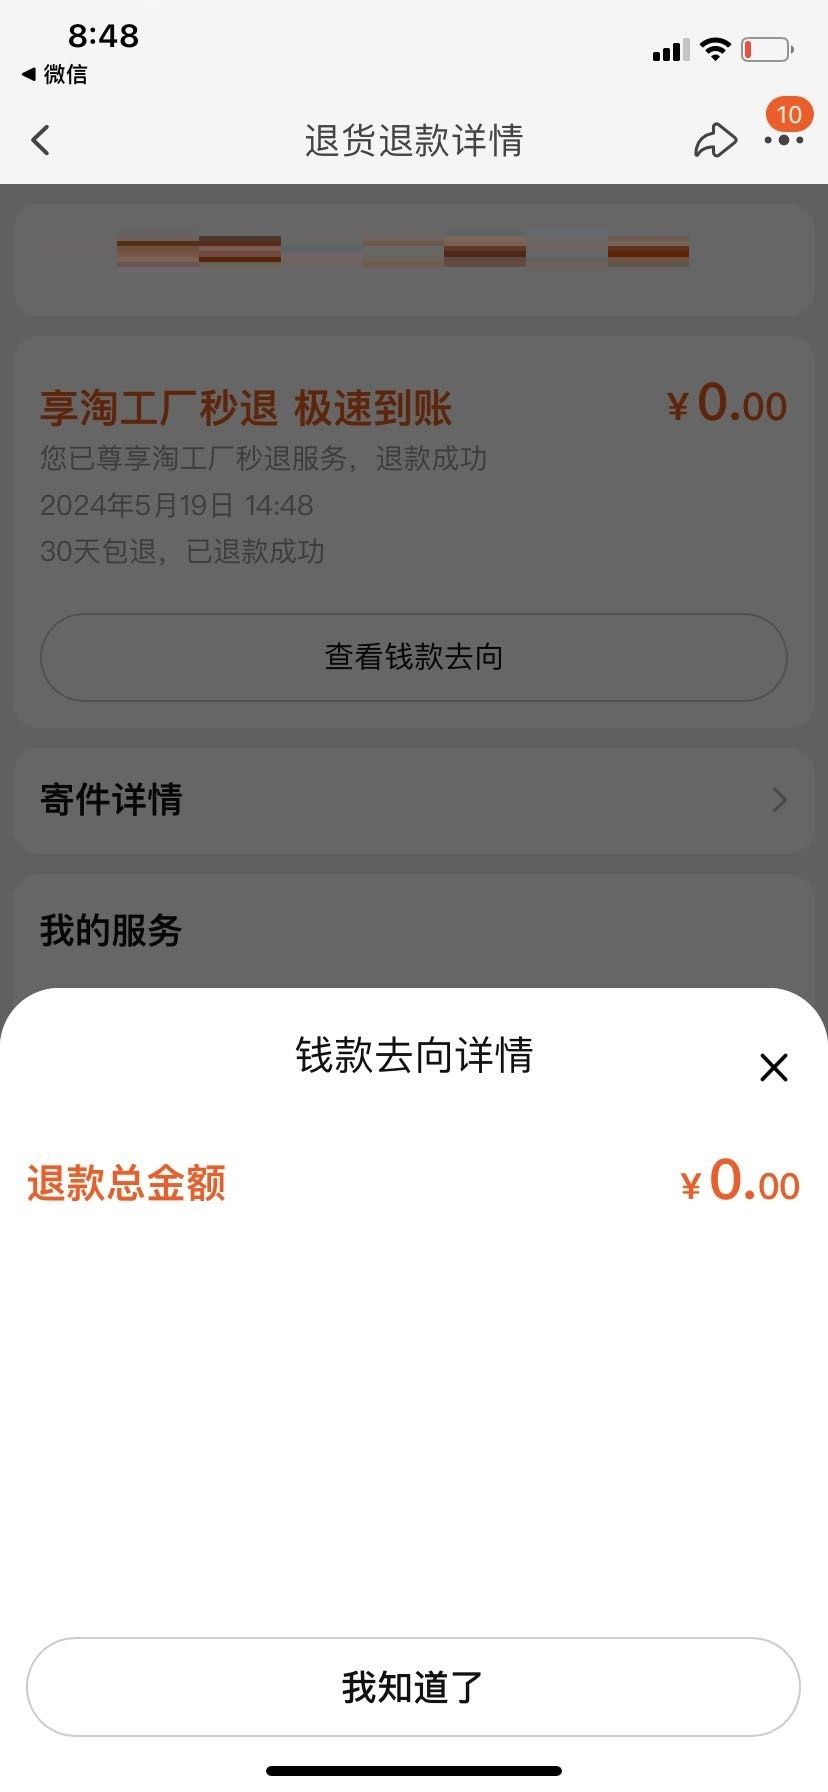 8:48
微信
退货退款详情
10
享淘工厂秒退 极速到账
¥0.00
您已尊享淘工厂秒退服务，退款成功
2024年5月19日 14:48
30天包退，已退款成功
查看钱款去向
寄件详情
我的服务
钱款去向详情
退款总金额
¥0.00
我知道了